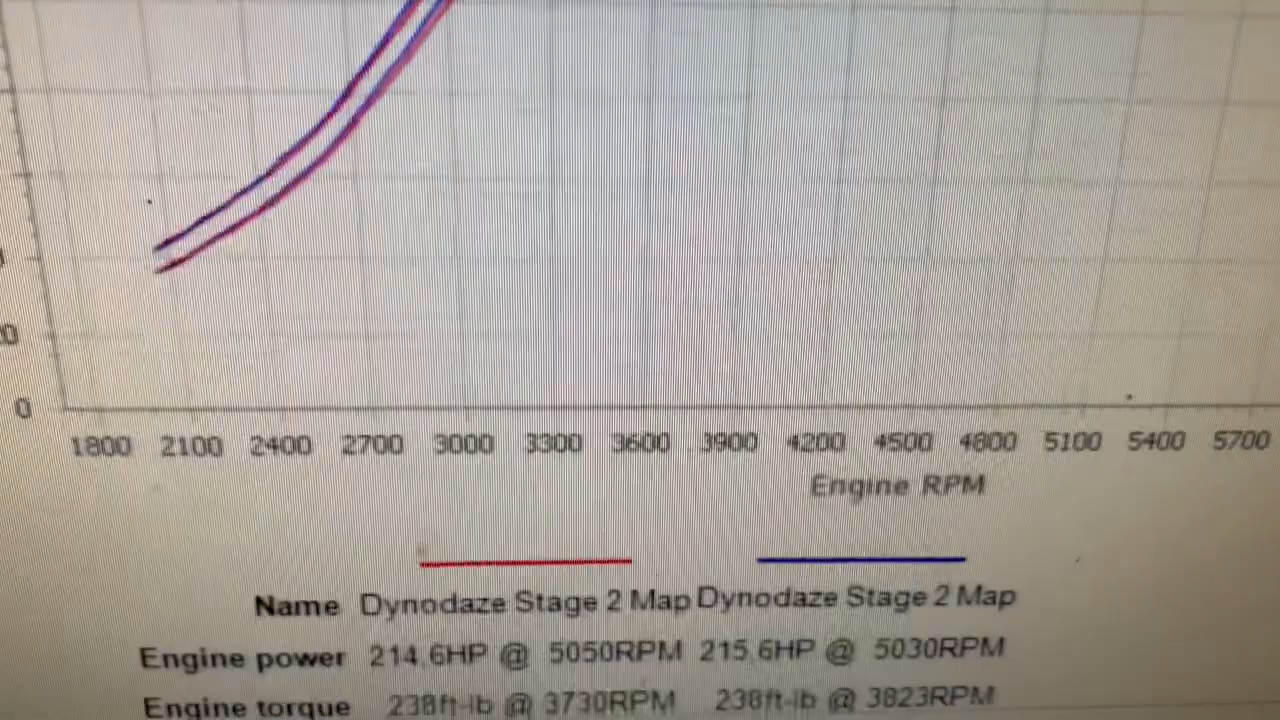 0
0
1800 2100 2400 2700 3000 3300 3600 3900 4200 4500 4800 5100 5400 5700
Engine RPM
Name Dynodaze Stage 2 Map Dynodaze Stage 2 Map
Engine power 214.6HP @ 5050RPM 215.6HP @ 5030RPM
Engine torque 238ft-lb @ 3730RPM 238ft-lb @ 3823RPM